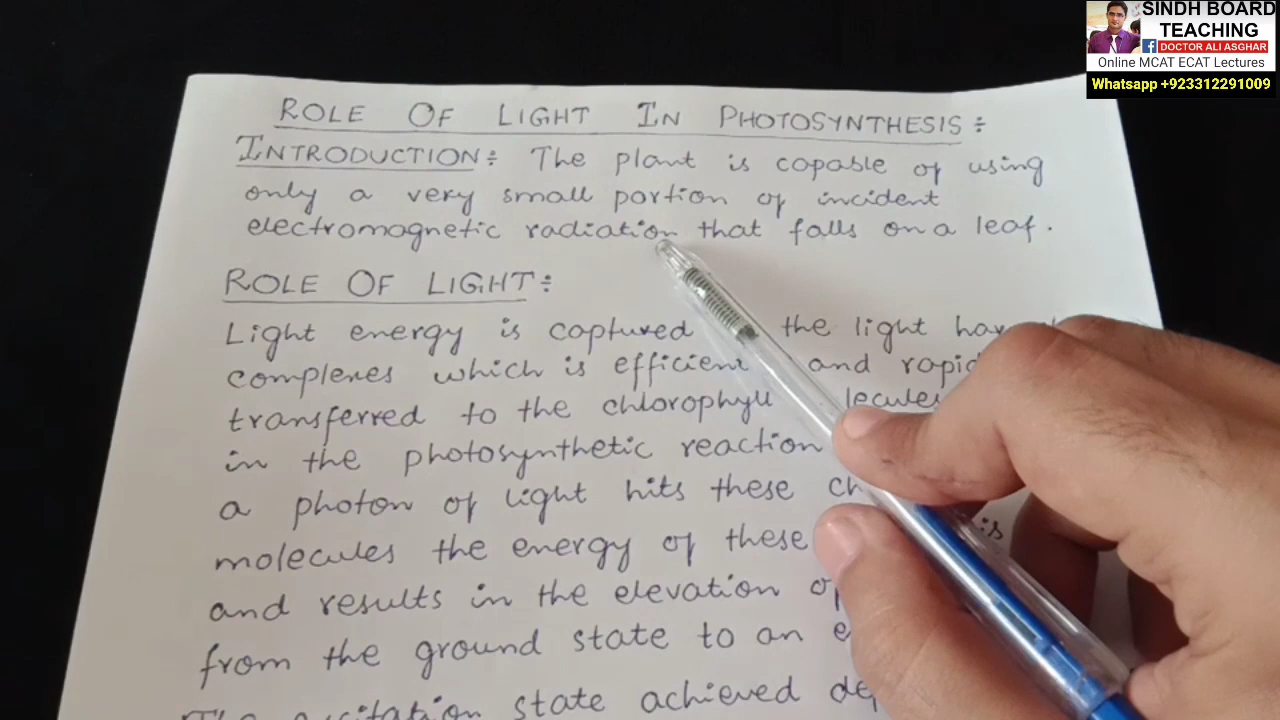 SINDH BOARD
TEACHING
DOCTOR ALI ASGHAR
Online MCAT ECAT Lectures
Whatsapp +923312291009
ROLE OF LIGHT IN PHOTOSYNTHESIS:
INTRODUCTION: The plant is capable of using
only a very small portion of incident
electromagnetic radiation that falls on a leaf.
ROLE OF LIGHT:
Light energy is captured the light
complexes which is and
transferred to the chlorophyll
in the photosynthetic reaction
a photon of light hits these
molecules the energy of these is
and results in the elevation
from the ground state to an
The excitation state achieved